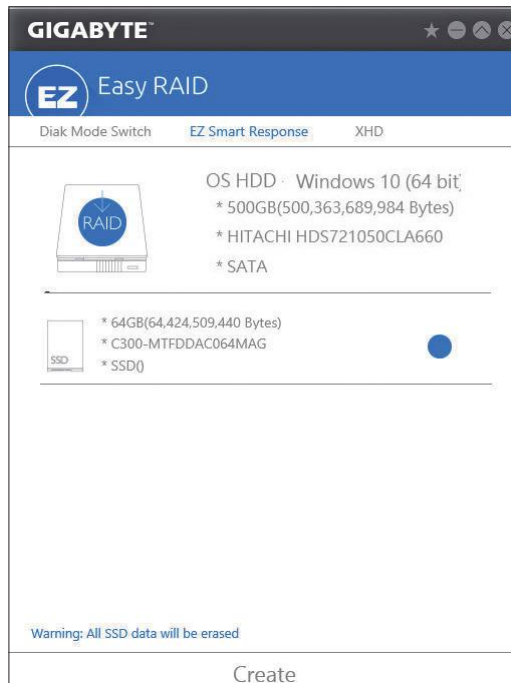 GIGABYTE™
EZ Easy RAID
Diak Mode Switch EZ Smart Response XHD
OS HDD · Windows 10 (64 bit)
* 500GB(500,363,689,984 Bytes)
RAID
* HITACHI HDS721050CLA660
* SATA
* 64GB(64,424,509,440 Bytes)
* C300-MTFDDAC064MAG
SSD
* SSD()
Warning: All SSD data will be erased
Create